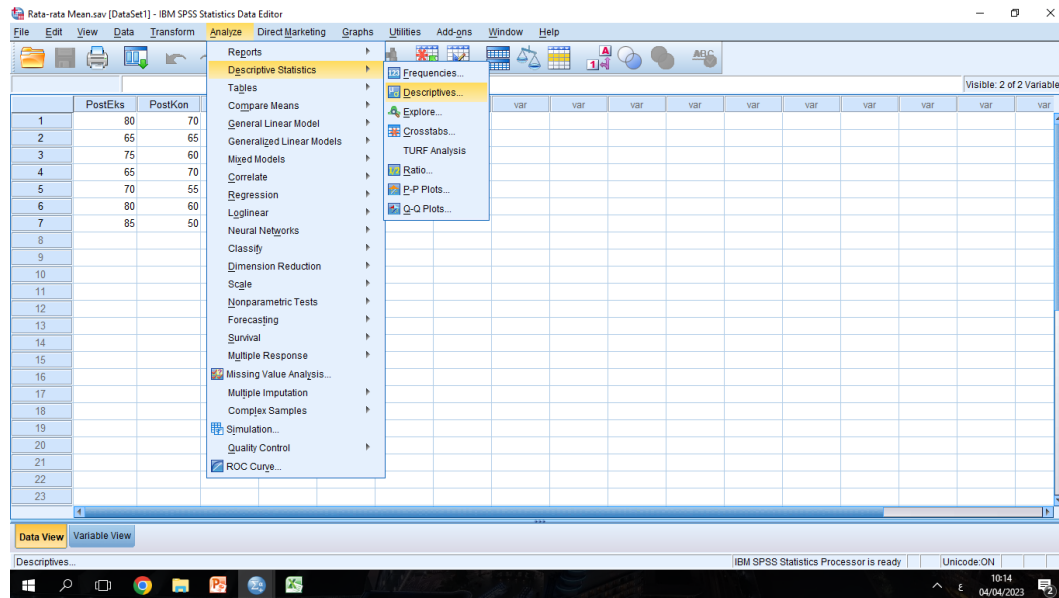 Rata-rata Mean.sav [DataSet1] - IBM SPSS Statistics Data Editor
File Edit View Data Transform Analyze Direct Marketing Graphs Utilities Add-ons Window Help
Visible: 2 of 2 Variable
PostEks PostKon var var var var var var var var var var
1 80 70
2 65 65
3 75 60
4 65 70
5 70 55
6 80 60
7 85 50
8
9
10
11
12
13
14
15
16
17
18
19
20
21
22
23
Reports
Descriptive Statistics
Tables
Compare Means
General Linear Model
Generalized Linear Models
Mixed Models
Correlate
Regression
Loglinear
Neural Networks
Classify
Dimension Reduction
Scale
Nonparametric Tests
Forecasting
Survival
Multiple Response
Missing Value Analysis...
Multiple Imputation
Complex Samples
Simulation...
Quality Control
ROC Curve...
Frequencies...
Descriptives...
Explore...
Crosstabs...
TURF Analysis
Ratio...
P-P Plots...
Q-Q Plots...
Data View Variable View
Descriptives...
IBM SPSS Statistics Processor is ready Unicode:ON
ع 10:14
04/04/2023